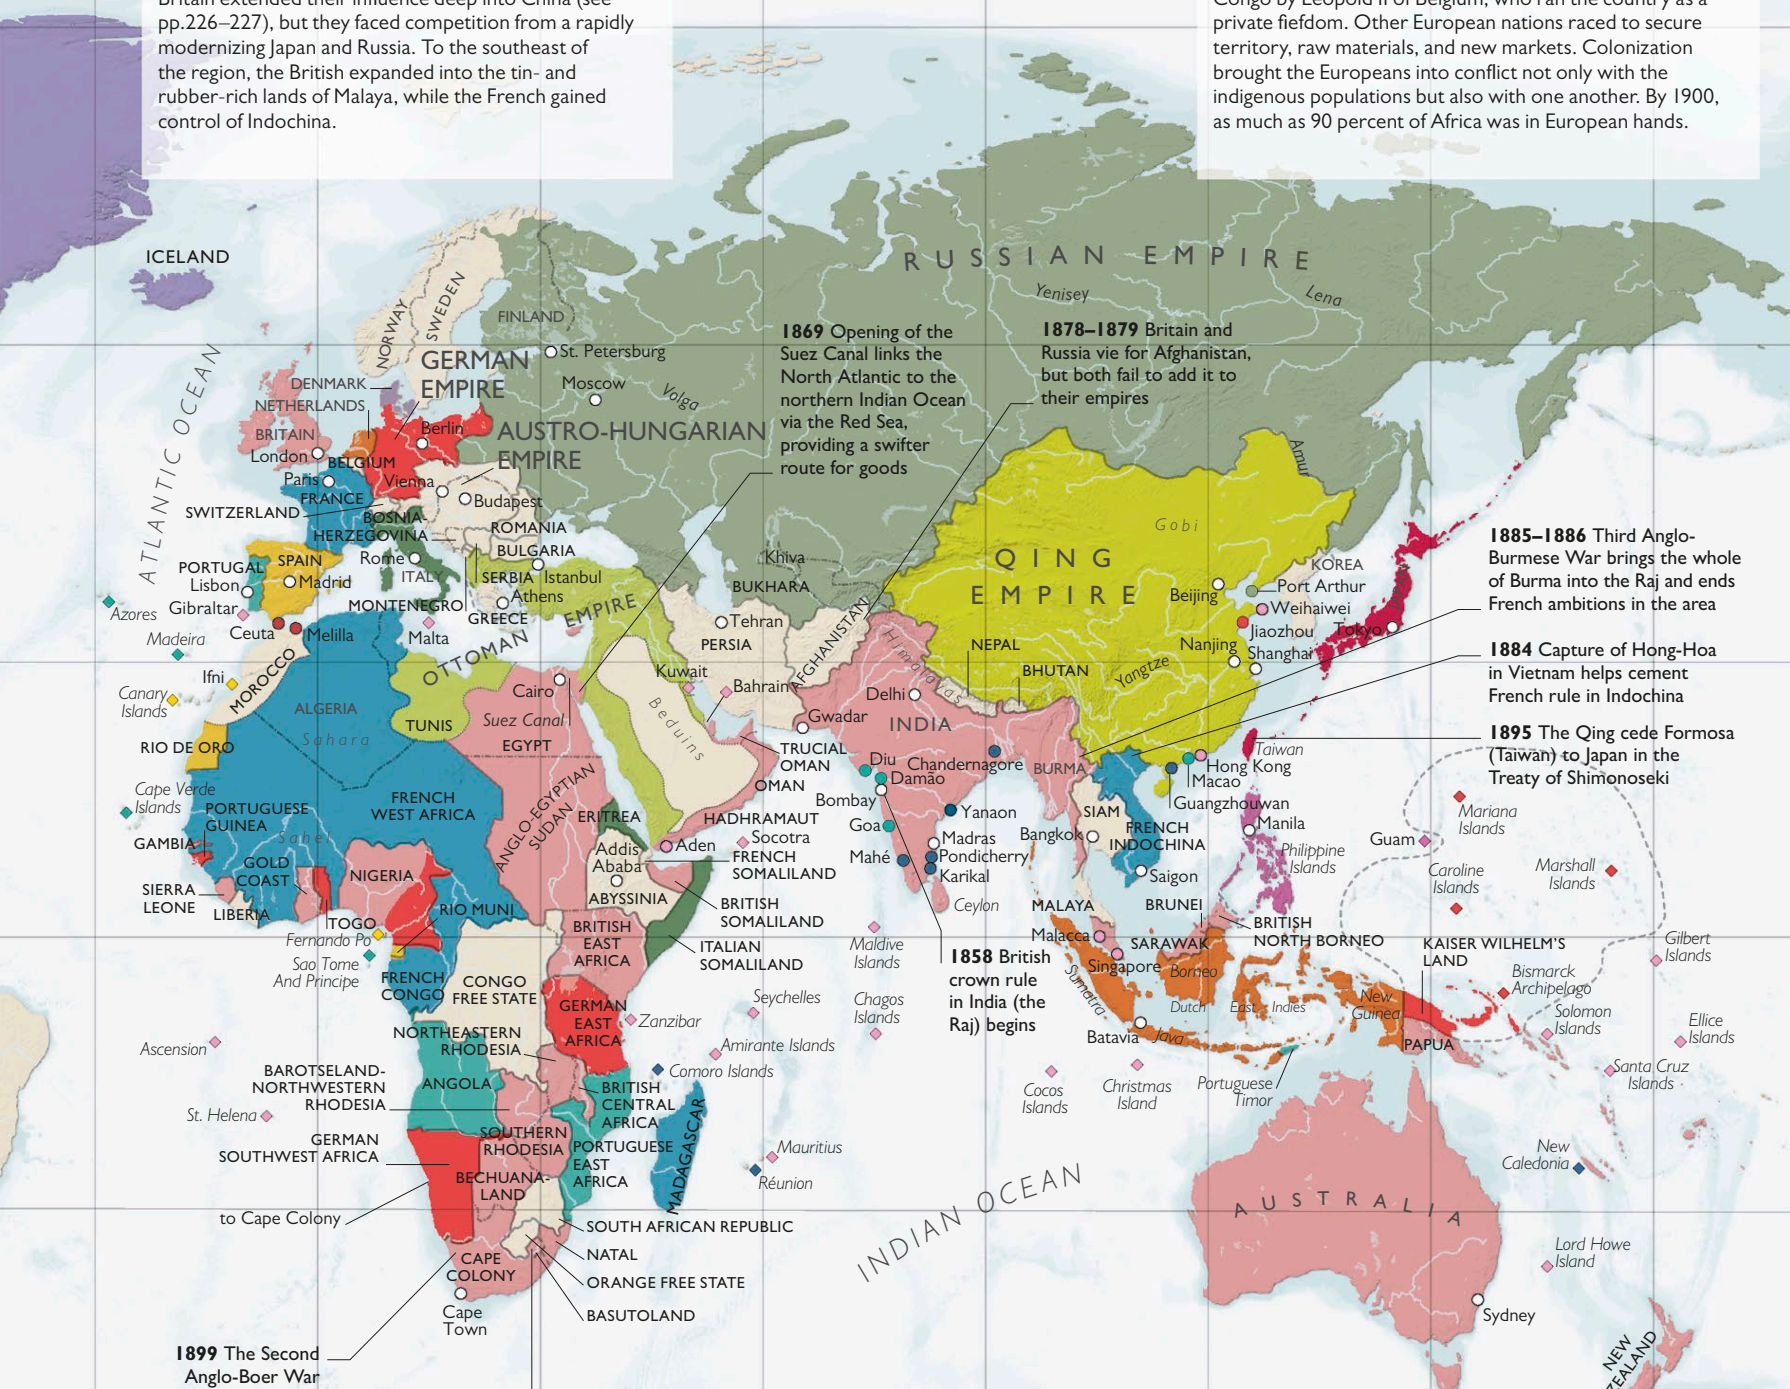 Britain extended their influence deep into China (see
pp.226–227), but they faced competition from a rapidly
modernizing Japan and Russia. To the southeast of
the region, the British expanded into the tin- and
rubber-rich lands of Malaya, while the French gained
control of Indochina.
Congo by Leopold II of Belgium, who ran the country as a
private fiefdom. Other European nations raced to secure
territory, raw materials, and new markets. Colonization
brought the Europeans into conflict not only with the
indigenous populations but also with one another. By 1900,
as much as 90 percent of Africa was in European hands.
ICELAND
RUSSIAN EMPIRE
Yenisey
Lena
NORWAY
SWEDEN
FINLAND
St. Petersburg
Moscow
Volga
1869 Opening of the
Suez Canal links the
North Atlantic to the
northern Indian Ocean
via the Red Sea,
providing a swifter
route for goods
1878–1879 Britain and
Russia vie for Afghanistan,
but both fail to add it to
their empires
ATLANTIC OCEAN
GERMAN
EMPIRE
DENMARK
NETHERLANDS
BRITAIN
London
Berlin
AUSTRO-HUNGARIAN
EMPIRE
BELGIUM
Paris
Vienna
FRANCE
Budapest
SWITZERLAND
BOSNIA-
HERZEGOVINA
ROMANIA
BULGARIA
Rome
ITALY
SERBIA
Istanbul
Athens
PORTUGAL
Lisbon
SPAIN
Madrid
Gibraltar
MONTENEGRO
GREECE
Azores
Ceuta
Melilla
Malta
Madeira
OTTOMAN EMPIRE
Khiva
BUKHARA
Tehran
PERSIA
AFGHANISTAN
Amur
Gobi
QING
EMPIRE
KOREA
JAPAN
Beijing
Port Arthur
Weihaiwei
Jiaozhou
Tokyo
Nanjing
Shanghai
Yangtze
Himalayas
NEPAL
BHUTAN
1885–1886 Third Anglo-
Burmese War brings the whole
of Burma into the Raj and ends
French ambitions in the area
1884 Capture of Hong-Hoa
in Vietnam helps cement
French rule in Indochina
1895 The Qing cede Formosa
(Taiwan) to Japan in the
Treaty of Shimonoseki
Ifni
MOROCCO
Canary
Islands
ALGERIA
Sahara
TUNIS
Cairo
Suez Canal
EGYPT
Kuwait
Bahrain
Beduins
Delhi
INDIA
Gwadar
RIO DE ORO
TRUCIAL
OMAN
OMAN
Diu
Damão
Chandernagore
Bombay
BURMA
Taiwan
Hong Kong
Macao
Guangzhouwan
Cape Verde
Islands
PORTUGUESE
GUINEA
FRENCH
WEST AFRICA
ANGLO-EGYPTIAN
SUDAN
ERITREA
HADHRAMAUT
Socotra
Aden
Yanaon
Goa
Madras
Pondicherry
Mahé
Karikal
Ceylon
SIAM
Bangkok
FRENCH
INDOCHINA
Saigon
Manila
Philippine
Islands
Mariana
Islands
Guam
Caroline
Islands
Marshall
Islands
GAMBIA
Sahel
GOLD
COAST
NIGERIA
Addis
Ababa
ABYSSINIA
FRENCH
SOMALILAND
BRITISH
SOMALILAND
ITALIAN
SOMALILAND
SIERRA
LEONE
LIBERIA
TOGO
RIO MUNI
Fernando Po
Sao Tome
And Principe
FRENCH
CONGO
CONGO
FREE STATE
BRITISH
EAST
AFRICA
GERMAN
EAST
AFRICA
Maldive
Islands
Chagos
Islands
Seychelles
Zanzibar
Amirante Islands
Comoro Islands
1858 British
crown rule
in India (the
Raj) begins
MALAYA
Malacca
Singapore
BRUNEI
SARAWAK
BRITISH
NORTH BORNEO
Borneo
Sumatra
Dutch East Indies
New
Guinea
Batavia
Java
KAISER WILHELM'S
LAND
Bismarck
Archipelago
Gilbert
Islands
Solomon
Islands
Ellice
Islands
Santa Cruz
Islands
PAPUA
Portuguese
Timor
Cocos
Islands
Christmas
Island
Ascension
NORTHEASTERN
RHODESIA
BAROTSELAND-
NORTHWESTERN
RHODESIA
ANGOLA
BRITISH
CENTRAL
AFRICA
St. Helena
GERMAN
SOUTHWEST AFRICA
SOUTHERN
RHODESIA
PORTUGUESE
EAST
AFRICA
MADAGASCAR
Mauritius
Réunion
BECHUANA-
LAND
to Cape Colony
SOUTH AFRICAN REPUBLIC
NATAL
ORANGE FREE STATE
BASUTOLAND
CAPE
COLONY
Cape
Town
1899 The Second
Anglo-Boer War
INDIAN OCEAN
AUSTRALIA
New
Caledonia
Lord Howe
Island
Sydney
NEW
ZEALAND